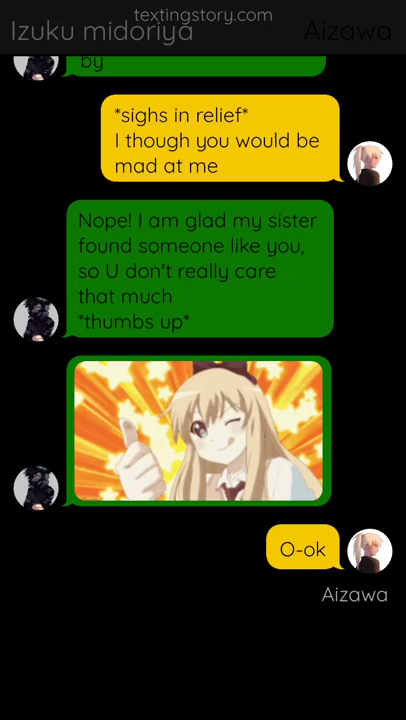 textingstory.com
Izuku midoriya
Aizawa
by
*sighs in relief*
I though you would be
mad at me
Nope! I am glad my sister
found someone like you,
so U don't really care
that much
*thumbs up*
O-ok
Aizawa